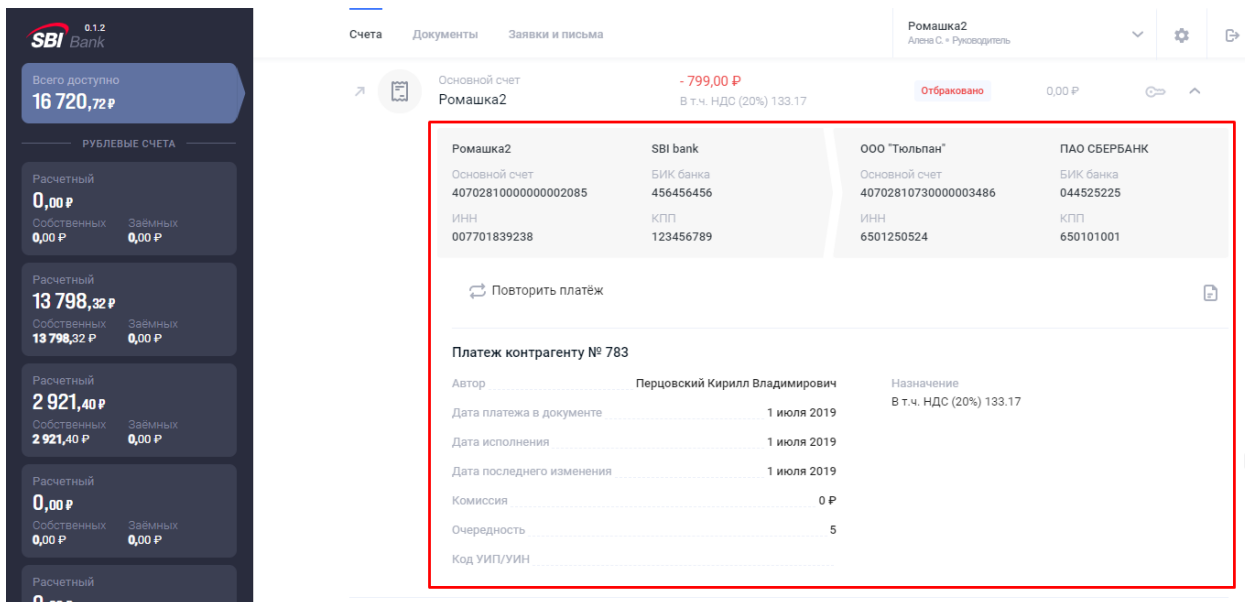 SBI Bank 0.1.2
Всего доступно
16 720,72 ₽
РУБЛЕВЫЕ СЧЕТА
Расчетный
0,00 ₽
Собственных Заёмных
0,00 ₽ 0,00 ₽
Расчетный
13 798,32 ₽
Собственных Заёмных
13 798,32 ₽ 0,00 ₽
Расчетный
2 921,40 ₽
Собственных Заёмных
2 921,40 ₽ 0,00 ₽
Расчетный
0,00 ₽
Собственных Заёмных
0,00 ₽ 0,00 ₽
Расчетный
Счета Документы Заявки и письма
Ромашка2
Алена С. • Руководитель
Основной счет - 799,00 ₽
Ромашка2 В т.ч. НДС (20%) 133.17
Отбраковано 0,00 ₽
Ромашка2 SBI bank ООО "Тюльпан" ПАО СБЕРБАНК
Основной счет БИК банка Основной счет БИК банка
40702810000000002085 456456456 40702810730000003486 044525225
ИНН КПП ИНН КПП
007701839238 123456789 6501250524 650101001
Повторить платёж
Платеж контрагенту № 783
Автор Перцовский Кирилл Владимирович
Дата платежа в документе 1 июля 2019
Дата исполнения 1 июля 2019
Дата последнего изменения 1 июля 2019
Комиссия 0 ₽
Очередность 5
Код УИП/УИН
Назначение
В т.ч. НДС (20%) 133.17